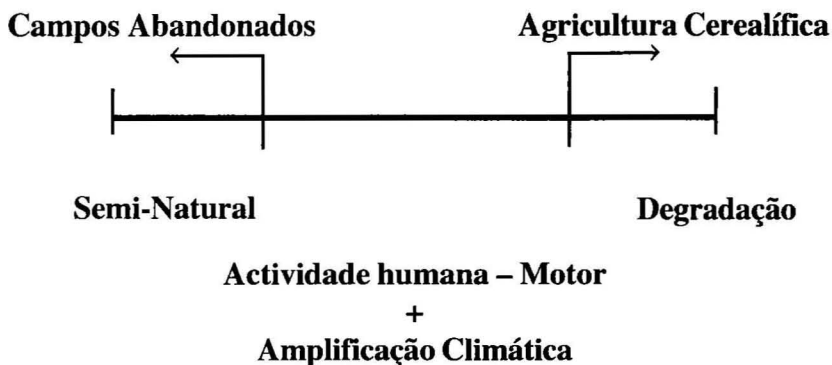 Campos Abandonados
Agricultura Cerealífica
Semi-Natural
Degradação
Actividade humana – Motor
+
Amplificação Climática